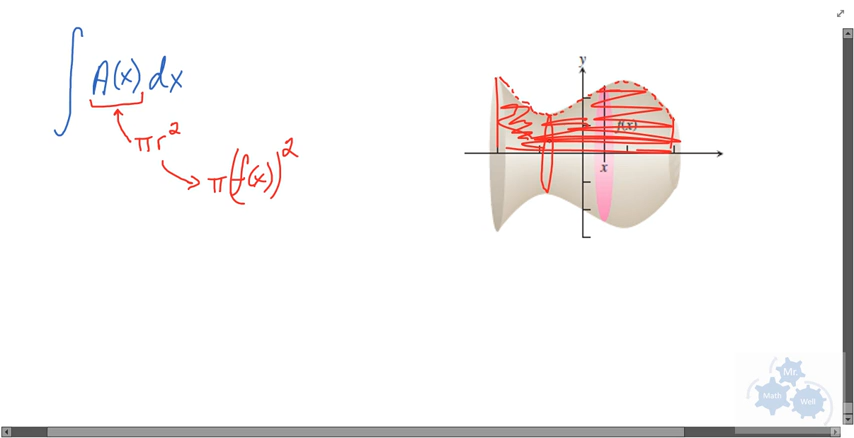 ∫ A(x) dx
πr²
π(f(x))²
y
f(x)
x
Mr.
Math
Well